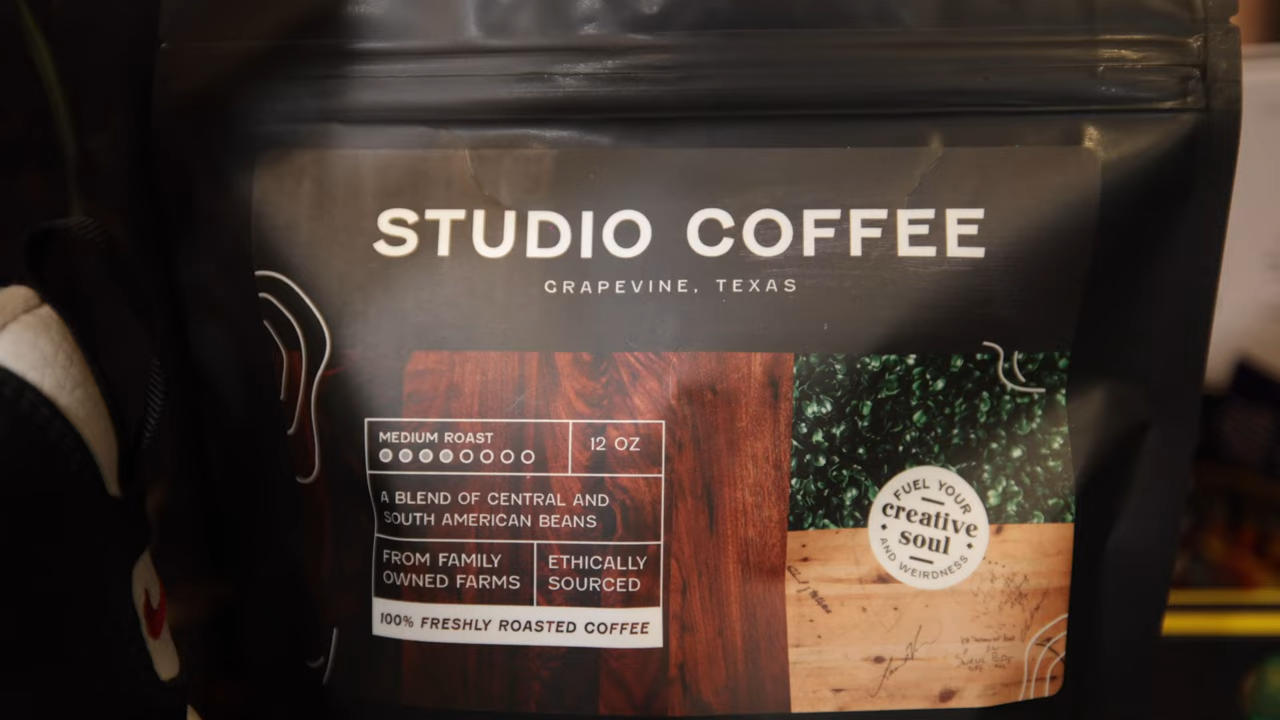 STUDIO COFFEE
GRAPEVINE, TEXAS
MEDIUM ROAST
12 OZ
A BLEND OF CENTRAL AND
SOUTH AMERICAN BEANS
FROM FAMILY
OWNED FARMS
ETHICALLY
SOURCED
100% FRESHLY ROASTED COFFEE
FUEL YOUR
creative
soul
AND WEIRDNESS